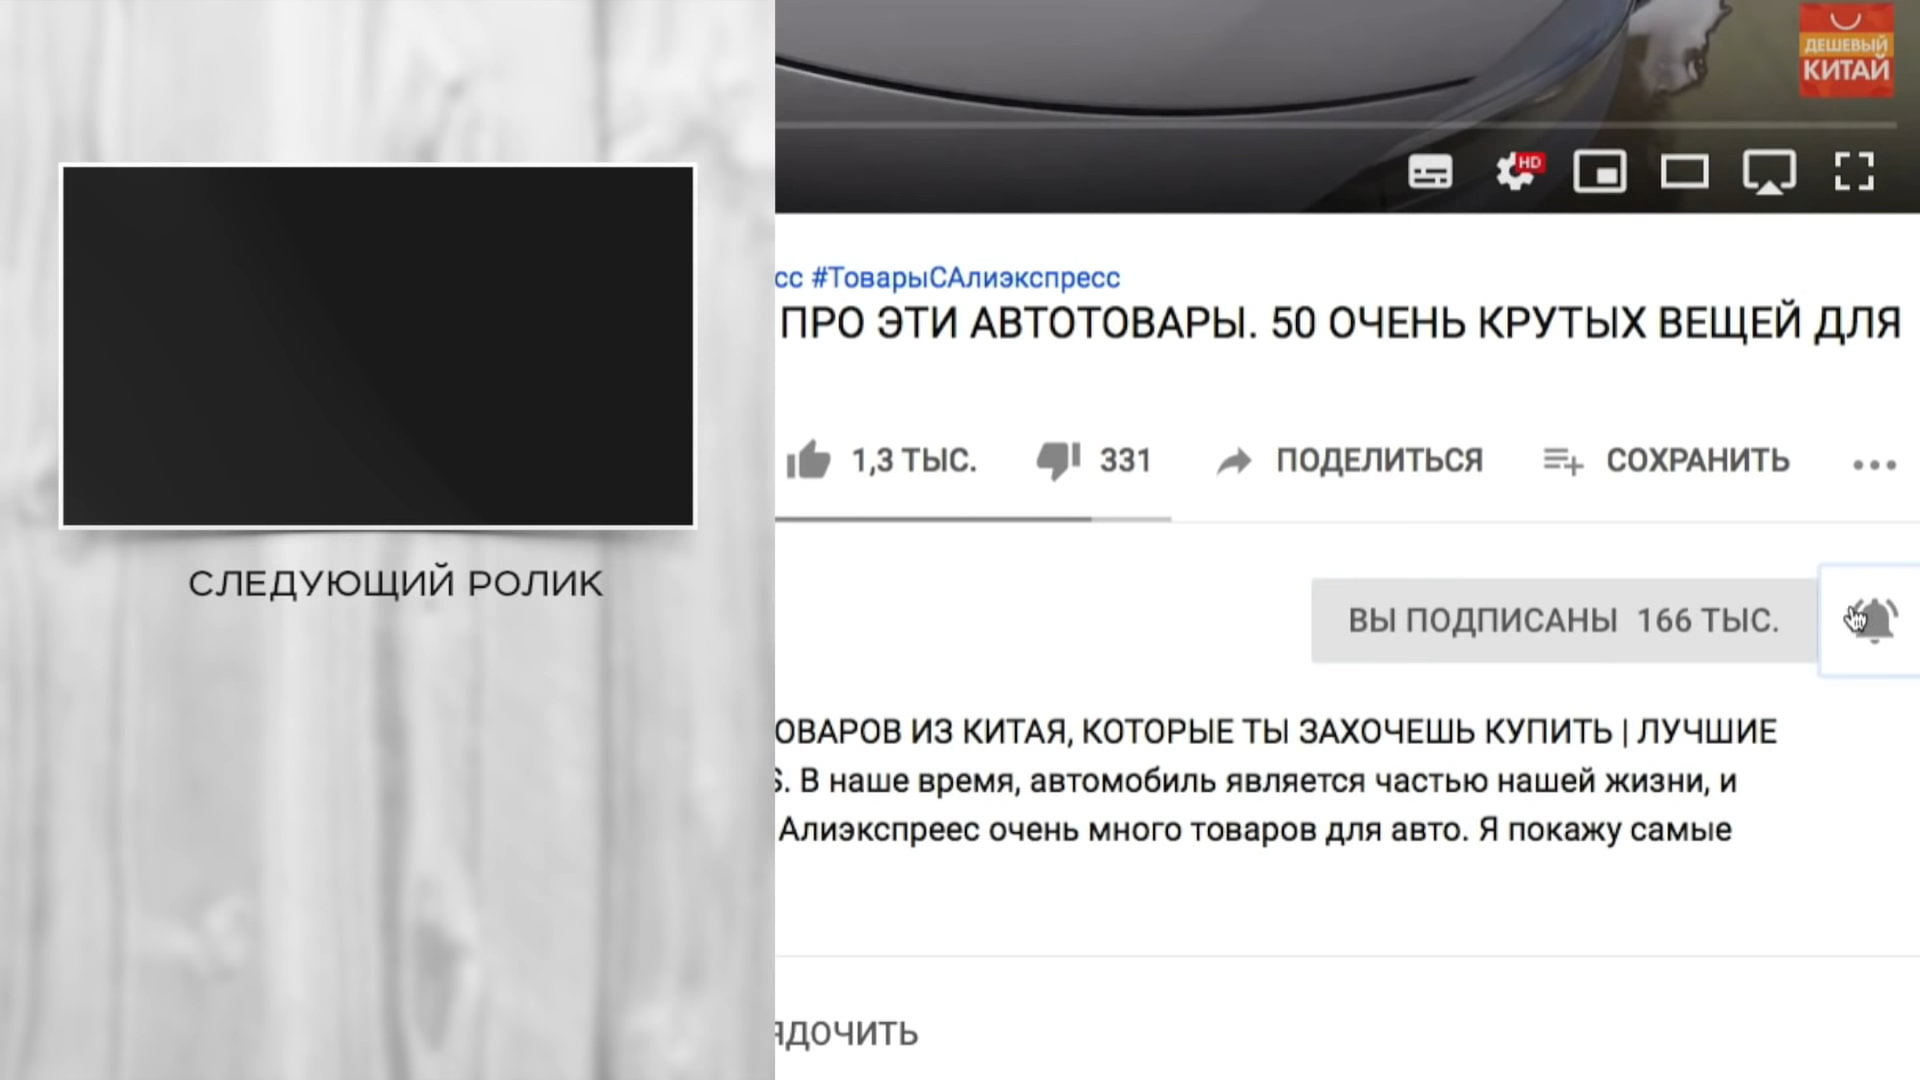 ДЕШЕВЫЙ
КИТАЙ
HD
сс #ТоварыСАлиэкспресс
ПРО ЭТИ АВТОТОВАРЫ. 50 ОЧЕНЬ КРУТЫХ ВЕЩЕЙ ДЛЯ
1,3 ТЫС. 331 ПОДЕЛИТЬСЯ СОХРАНИТЬ
СЛЕДУЮЩИЙ РОЛИК
ВЫ ПОДПИСАНЫ 166 ТЫС.
ОВАРОВ ИЗ КИТАЯ, КОТОРЫЕ ТЫ ЗАХОЧЕШЬ КУПИТЬ | ЛУЧШИЕ
S. В наше время, автомобиль является частью нашей жизни, и
Алиэкспреес очень много товаров для авто. Я покажу самые
ЯДОЧИТЬ